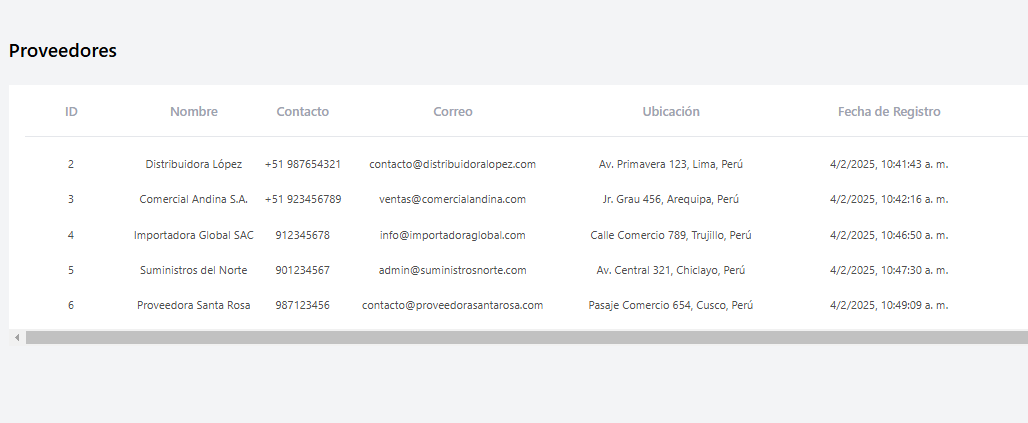 Proveedores
ID Nombre Contacto Correo Ubicación Fecha de Registro
2 Distribuidora López +51 987654321 contacto@distribuidoralopez.com Av. Primavera 123, Lima, Perú 4/2/2025, 10:41:43 a. m.
3 Comercial Andina S.A. +51 923456789 ventas@comercialandina.com Jr. Grau 456, Arequipa, Perú 4/2/2025, 10:42:16 a. m.
4 Importadora Global SAC 912345678 info@importadoraglobal.com Calle Comercio 789, Trujillo, Perú 4/2/2025, 10:46:50 a. m.
5 Suministros del Norte 901234567 admin@suministrosnorte.com Av. Central 321, Chiclayo, Perú 4/2/2025, 10:47:30 a. m.
6 Proveedora Santa Rosa 987123456 contacto@proveedorasantarosa.com Pasaje Comercio 654, Cusco, Perú 4/2/2025, 10:49:09 a. m.